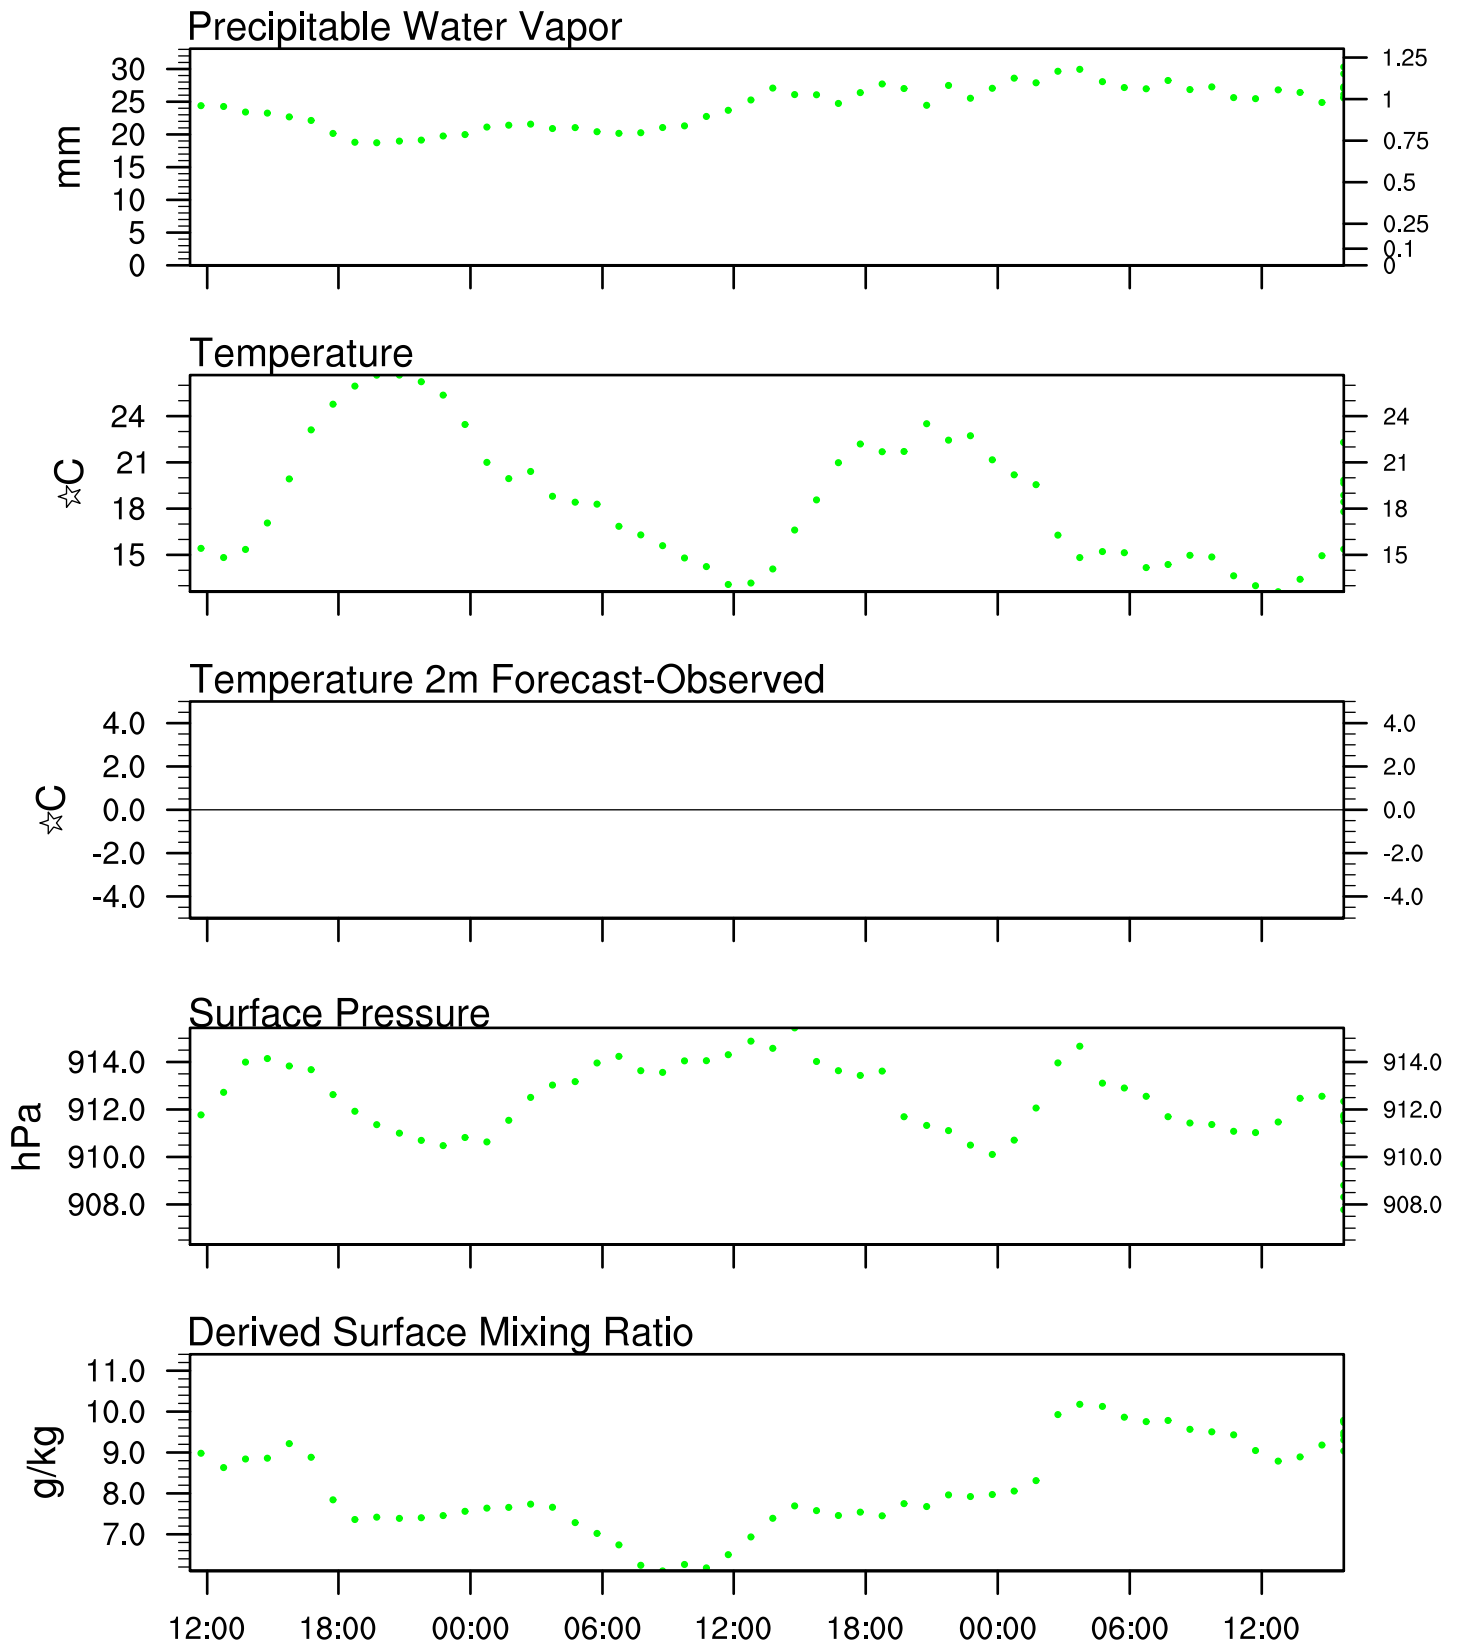 Precipitable Water Vapor
30 1.25
25 1
20 0.75
15 0.5
10 0.25
5 0.1
0 0
mm
Temperature
24 24
21 21
18 18
15 15
☆C
Temperature 2m Forecast-Observed
4.0 4.0
2.0 2.0
0.0 0.0
-2.0 -2.0
-4.0 -4.0
☆C
Surface Pressure
914.0 914.0
912.0 912.0
910.0 910.0
908.0 908.0
hPa
Derived Surface Mixing Ratio
11.0
10.0
9.0
8.0
7.0
g/kg
12:00 18:00 00:00 06:00 12:00 18:00 00:00 06:00 12:00